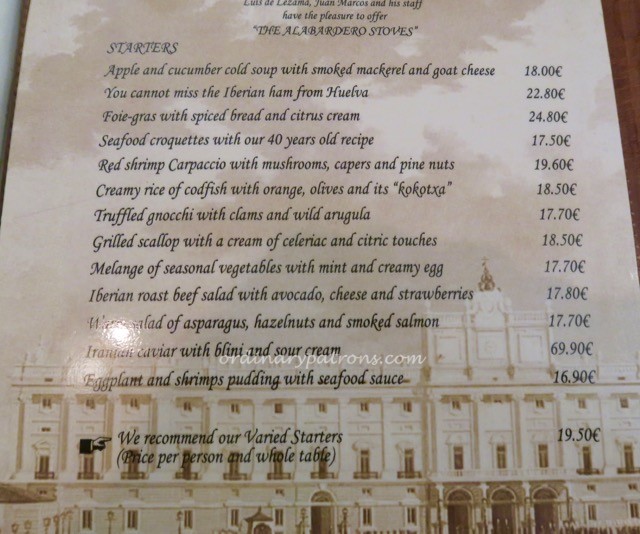 Luis de Lezama, Juan Marcos and his staff
have the pleasure to offer
"THE ALABARDERO STOVES"
STARTERS
Apple and cucumber cold soup with smoked mackerel and goat cheese 18.00€
You cannot miss the Iberian ham from Huelva 22.80€
Foie-gras with spiced bread and citrus cream 24.80€
Seafood croquettes with our 40 years old recipe 17.50€
Red shrimp Carpaccio with mushrooms, capers and pine nuts 19.60€
Creamy rice of codfish with orange, olives and its "kokotxa" 18.50€
Truffled gnocchi with clams and wild arugula 17.70€
Grilled scallop with a cream of celeriac and citric touches 18.50€
Melange of seasonal vegetables with mint and creamy egg 17.70€
Iberian roast beef salad with avocado, cheese and strawberries 17.80€
salad of asparagus, hazelnuts and smoked salmon 17.70€
Iranian caviar with blini and sour cream 69.90€
ordinarypatrons.com
Eggplant and shrimps pudding with seafood sauce 16.90€
We recommend our Varied Starters 19.50€
(Price per person and whole table)